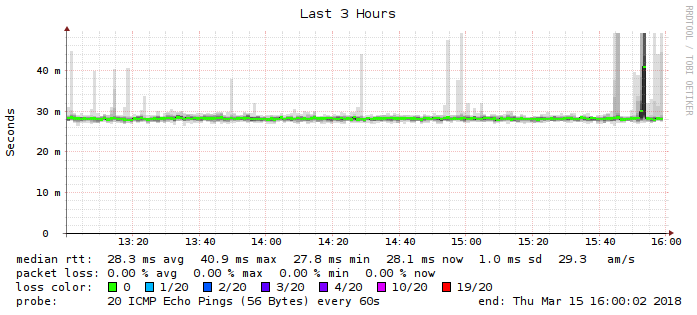 Last 3 Hours
RRDTOOL / TOBI OETIKER
Seconds
40 m
30 m
20 m
10 m
0
13:20 13:40 14:00 14:20 14:40 15:00 15:20 15:40 16:00
median rtt: 28.3 ms avg 40.9 ms max 27.8 ms min 28.1 ms now 1.0 ms sd 29.3 am/s
packet loss: 0.00 % avg 0.00 % max 0.00 % min 0.00 % now
loss color: 0 1/20 2/20 3/20 4/20 10/20 19/20
probe: 20 ICMP Echo Pings (56 Bytes) every 60s end: Thu Mar 15 16:00:02 2018